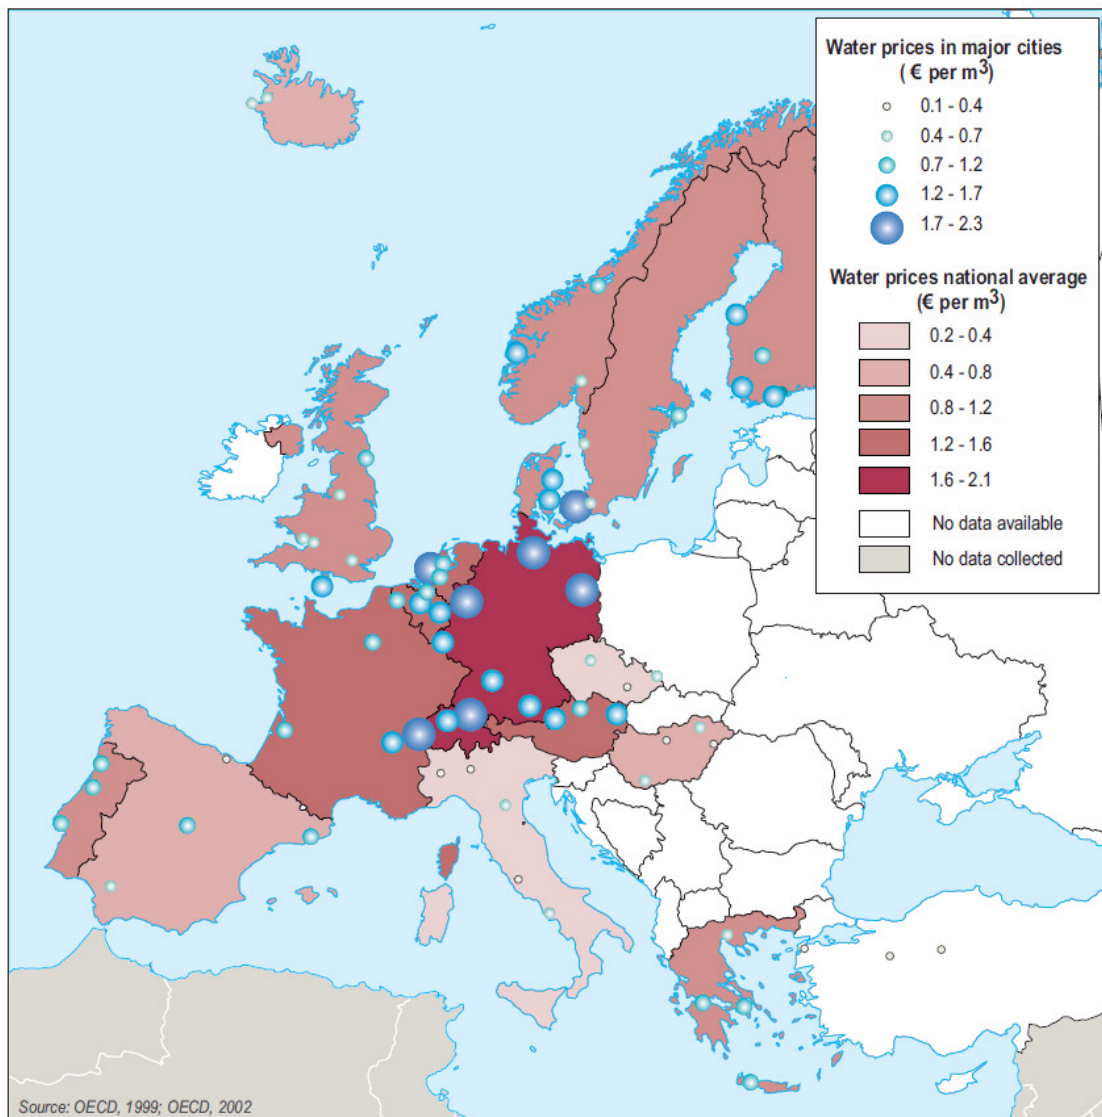 Water prices in major cities
( € per m3)
0.1 - 0.4
0.4 - 0.7
0.7 - 1.2
1.2 - 1.7
1.7 - 2.3
Water prices national average
(€ per m3)
0.2 - 0.4
0.4 - 0.8
0.8 - 1.2
1.2 - 1.6
1.6 - 2.1
No data available
No data collected
Source: OECD, 1999; OECD, 2002